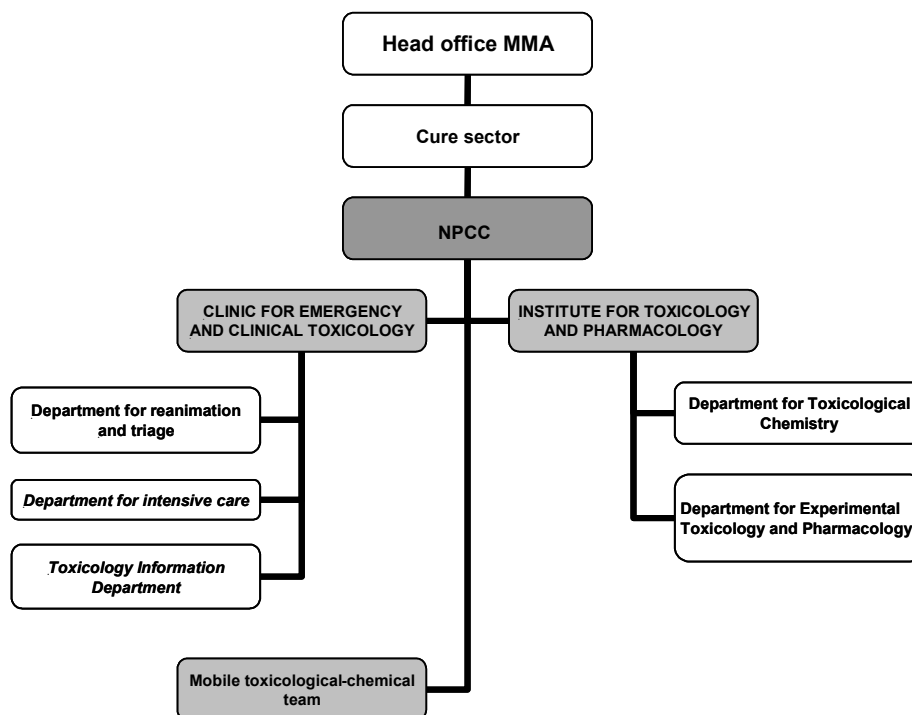 Head office MMA
Cure sector
NPCC
CLINIC FOR EMERGENCY
AND CLINICAL TOXICOLOGY
INSTITUTE FOR TOXICOLOGY
AND PHARMACOLOGY
Department for reanimation
and triage
Department for intensive care
Toxicology Information
Department
Department for Toxicological
Chemistry
Department for Experimental
Toxicology and Pharmacology
Mobile toxicological-chemical
team